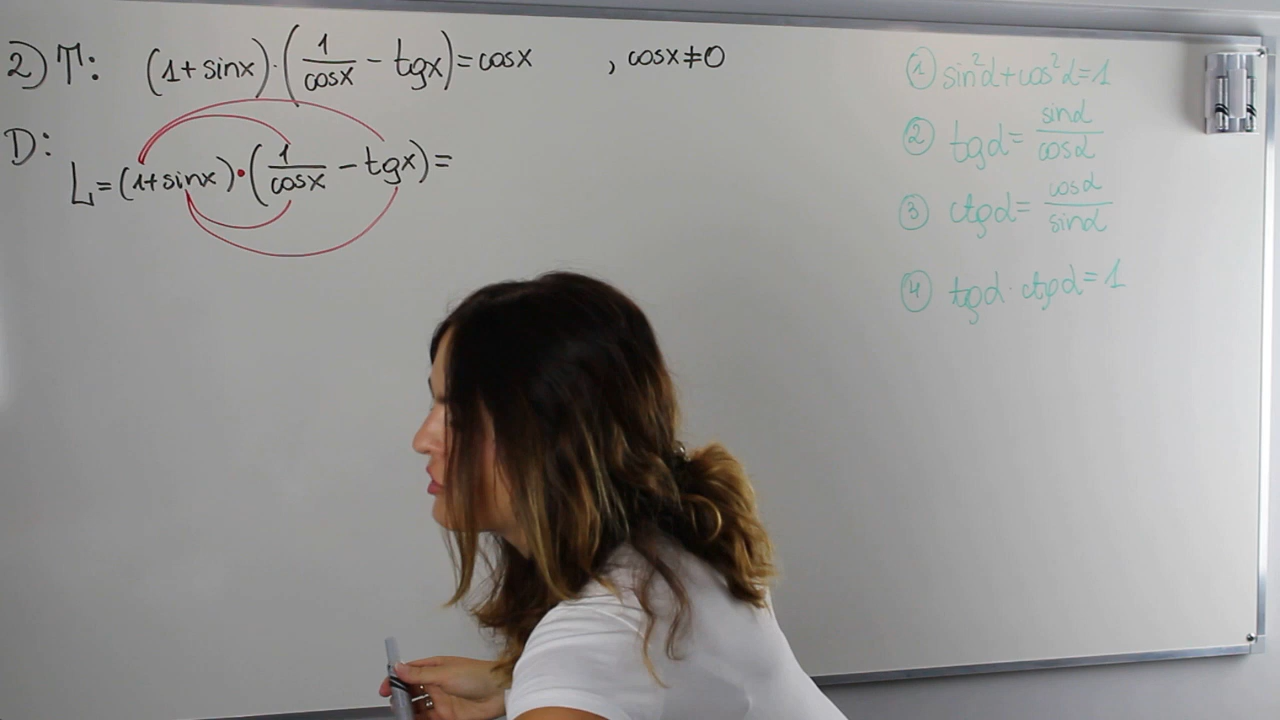 2) T: (1+sinx)·(1/cosx - tgx)=cosx , cosx≠0
D:
L=(1+sinx)·(1/cosx - tgx)=
① sin²α+cos²α=1
② tgα= sinα/cosα
③ ctgα= cosα/sinα
④ tgα·ctgα=1